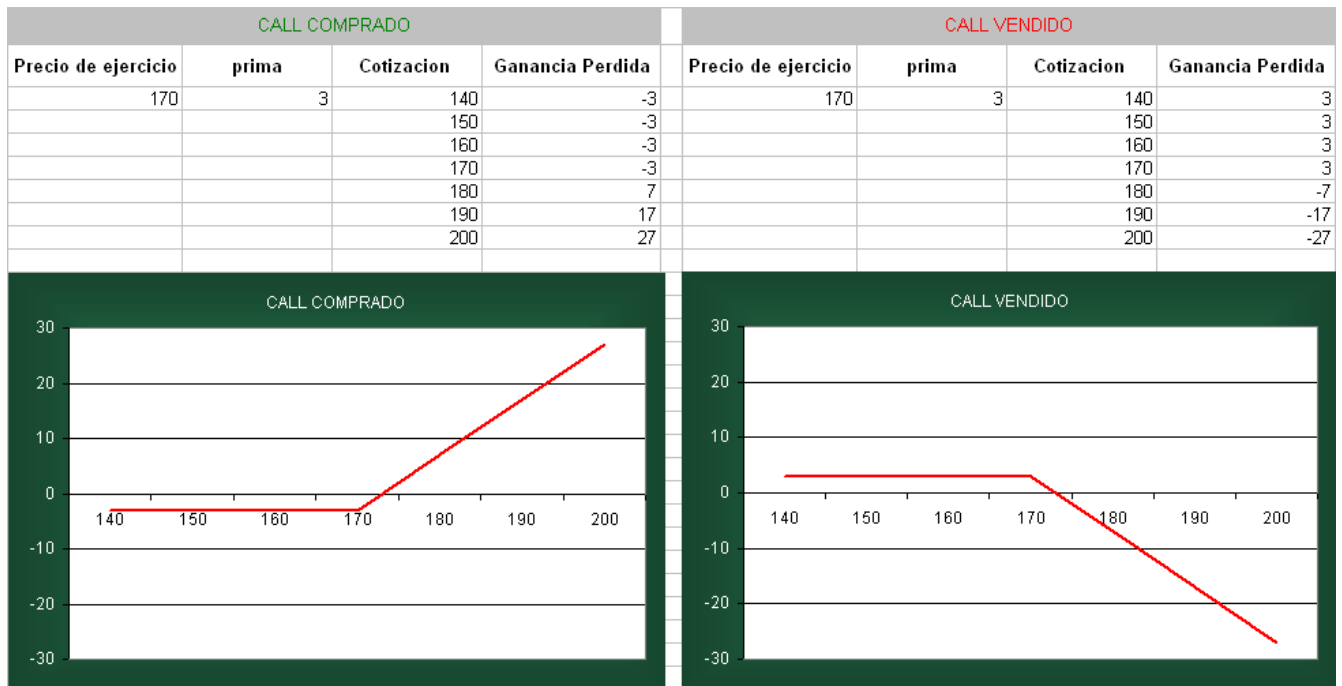 CALL COMPRADO CALL VENDIDO
Precio de ejercicio prima Cotizacion Ganancia Perdida Precio de ejercicio prima Cotizacion Ganancia Perdida
170 3 140 -3 170 3 140 3
150 -3 150 3
160 -3 160 3
170 -3 170 3
180 7 180 -7
190 17 190 -17
200 27 200 -27
CALL COMPRADO
30
20
10
0
-10
-20
-30
140 150 160 170 180 190 200
CALL VENDIDO
30
20
10
0
-10
-20
-30
140 150 160 170 180 190 200